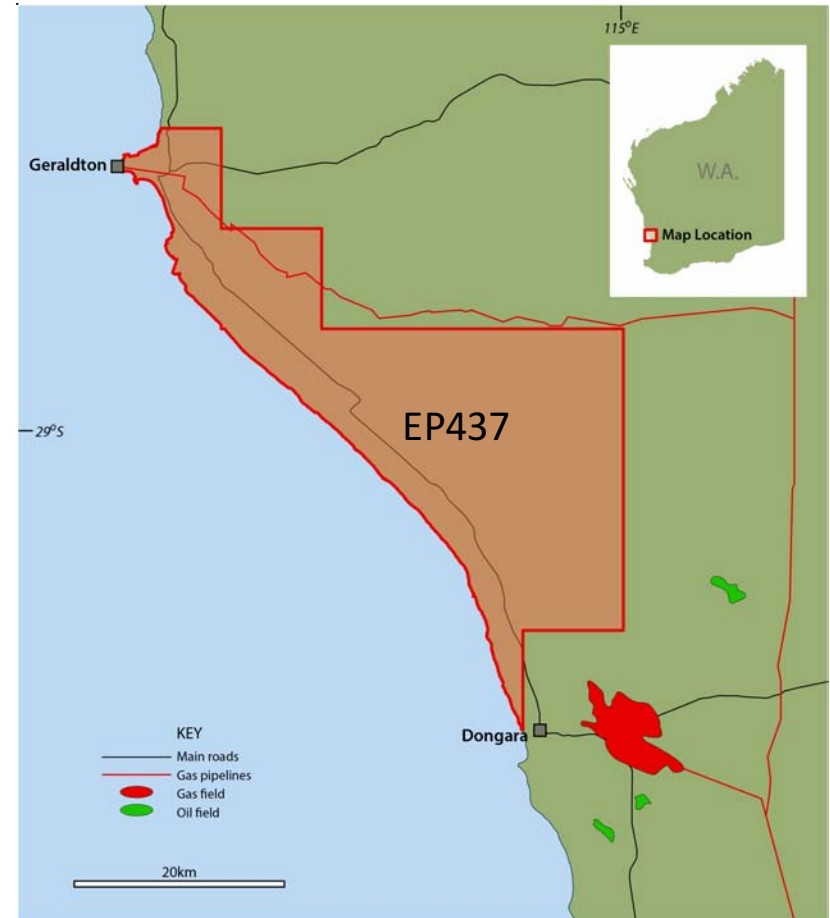 115°E
Geraldton
W.A.
Map Location
29°S
EP437
Dongara
KEY
Main roads
Gas pipelines
Gas field
Oil field
20km